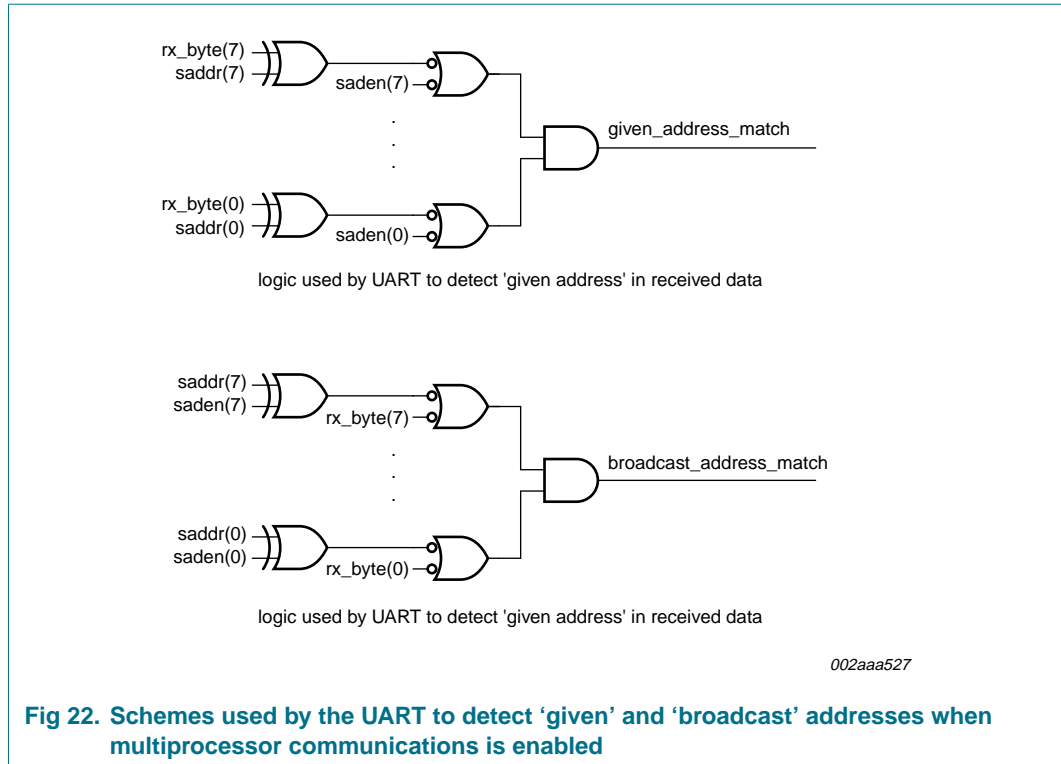 rx_byte(7)
saddr(7)
saden(7)
.
.
.
given_address_match
rx_byte(0)
saddr(0)
saden(0)
logic used by UART to detect 'given address' in received data
saddr(7)
saden(7)
rx_byte(7)
.
.
.
broadcast_address_match
saddr(0)
saden(0)
rx_byte(0)
logic used by UART to detect 'given address' in received data
002aaa527
Fig 22. Schemes used by the UART to detect ‘given’ and ‘broadcast’ addresses when
multiprocessor communications is enabled